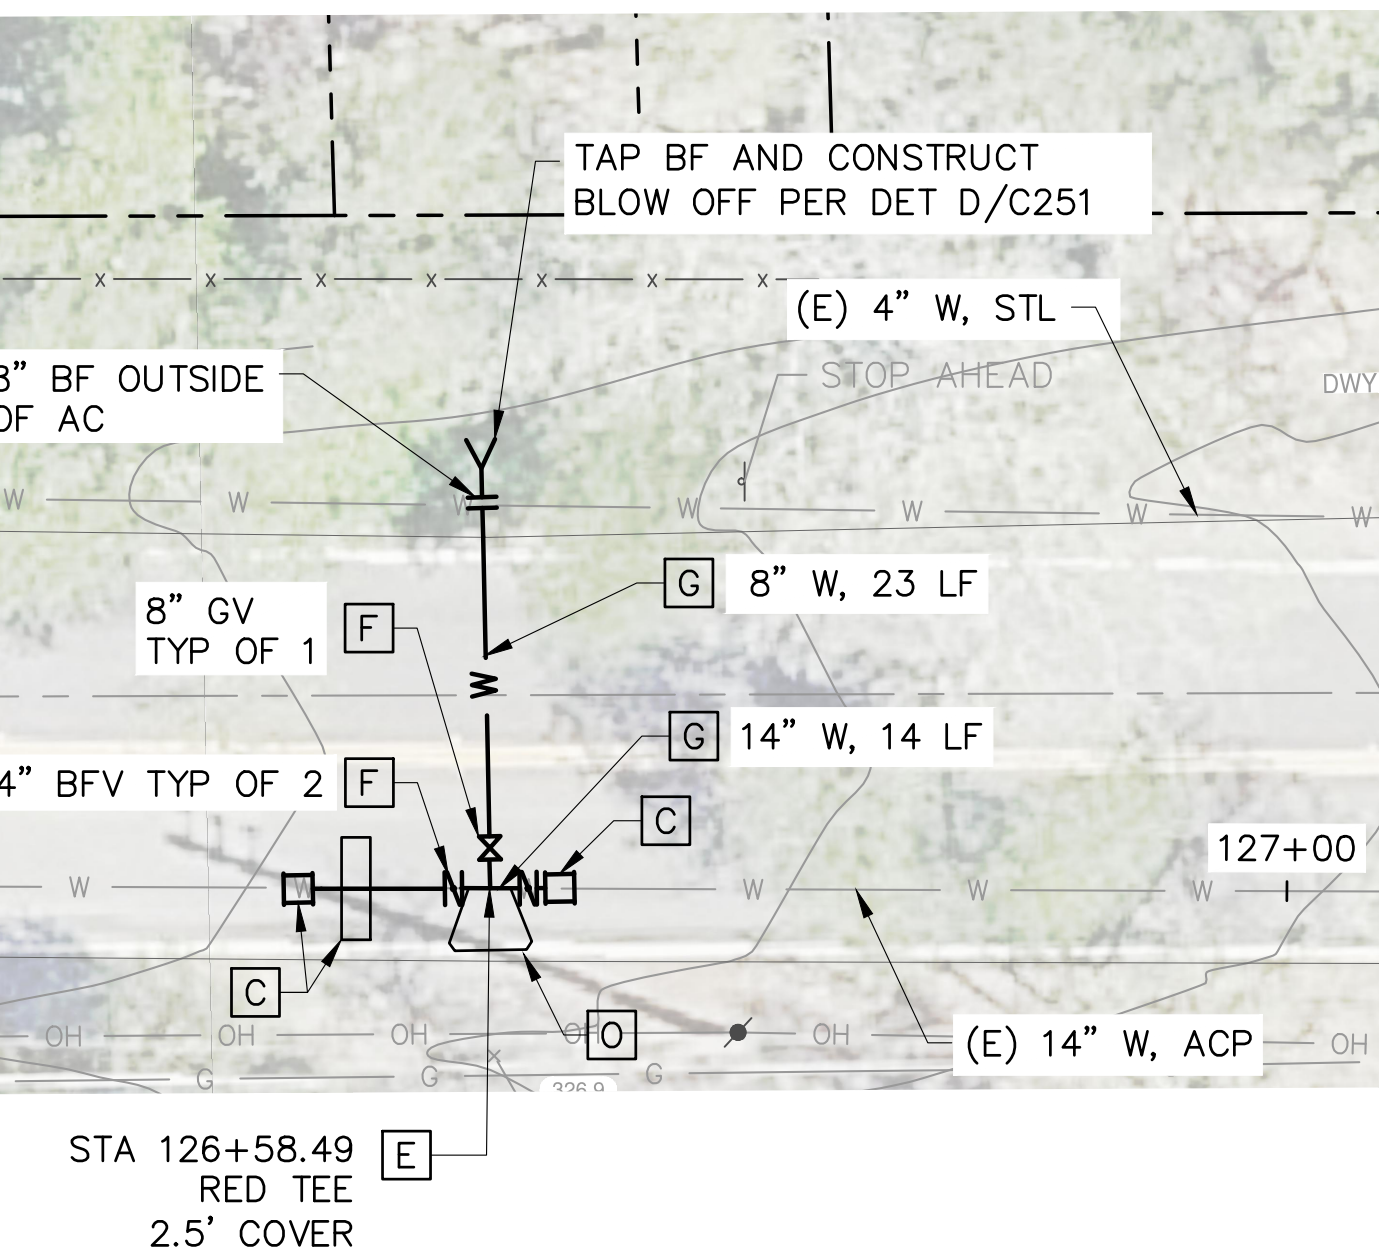 TAP BF AND CONSTRUCT
BLOW OFF PER DET D/C251
x x x x x x x
(E) 4” W, STL
BF OUTSIDE
OF AC
STOP AHEAD
DWY
W W W W W W W
G 8” W, 23 LF
8” GV
TYP OF 1
F
G 14” W, 14 LF
4” BFV TYP OF 2
F
C
127+00
W W W W W
C
O
OH OH OH OH OH OH
(E) 14” W, ACP
G G G
326.9
STA 126+58.49
RED TEE
2.5’ COVER
E